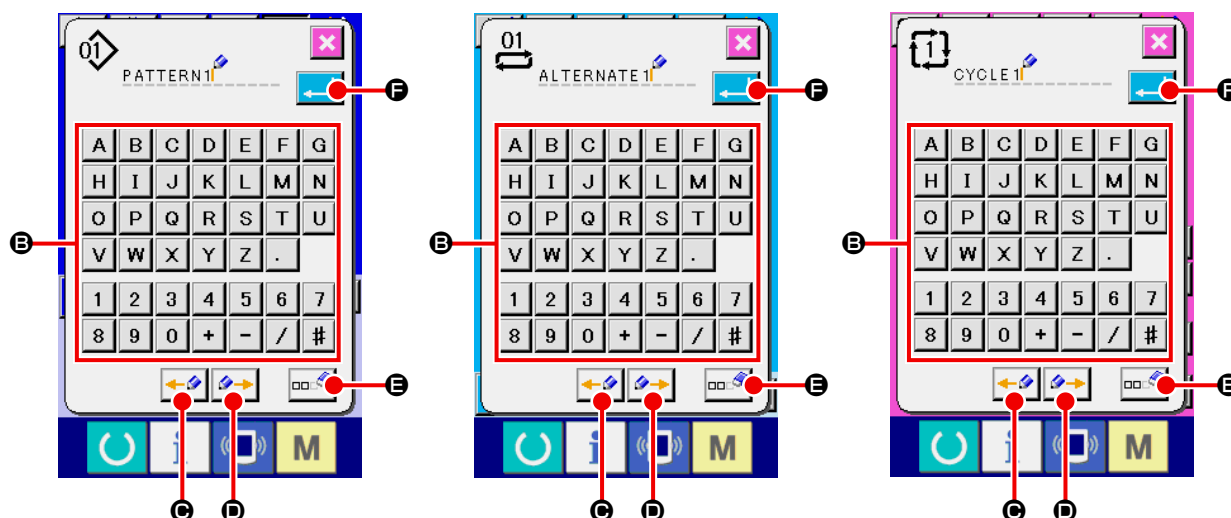 01
PATTERN1
F
A B C D E F G
H I J K L M N
O P Q R S T U
B
V W X Y Z .
1 2 3 4 5 6 7
8 9 0 + - / #
E
i M
C D
01
ALTERNATE1
F
A B C D E F G
H I J K L M N
O P Q R S T U
B
V W X Y Z .
1 2 3 4 5 6 7
8 9 0 + - / #
E
i M
C D
1
CYCLE1
F
A B C D E F G
H I J K L M N
O P Q R S T U
B
V W X Y Z .
1 2 3 4 5 6 7
8 9 0 + - / #
E
i M
C D